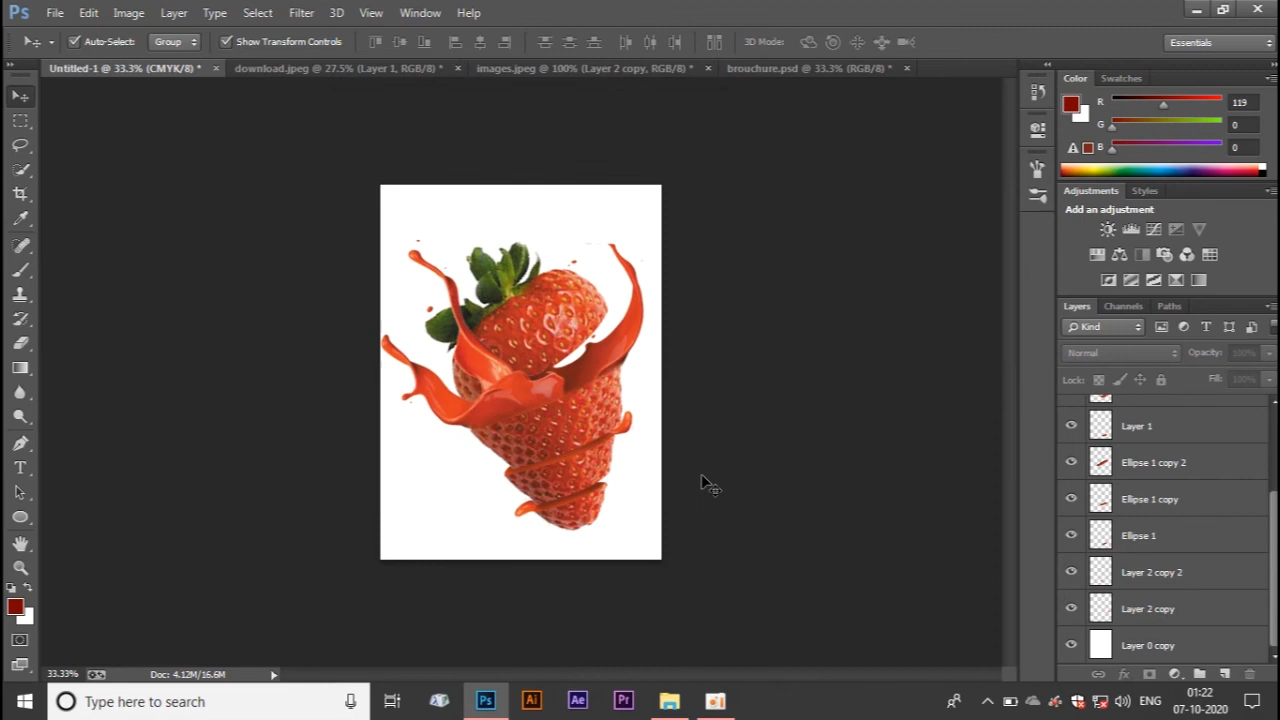 Ps File Edit Image Layer Type Select Filter 3D View Window Help
Auto-Select: Group Show Transform Controls 3D Mode: Essentials
Untitled-1 @ 33.3% (CMYK/8) * × download.jpeg @ 27.5% (Layer 1, RGB/8) * × images.jpeg @ 100% (Layer 2 copy, RGB/8) * × brouchure.psd @ 33.3% (RGB/8) * ×
Color Swatches
R 119
G 0
B 0
Adjustments Styles
Add an adjustment
Layers Channels Paths
Kind
Normal Opacity: 100%
Lock: Fill: 100%
Layer 1
Ellipse 1 copy 2
Ellipse 1 copy
Ellipse 1
Layer 2 copy 2
Layer 2 copy
Layer 0 copy
33.33% Doc: 4.12M/16.6M
Type here to search Ps Ai Ae Pr ENG 01:22
07-10-2020